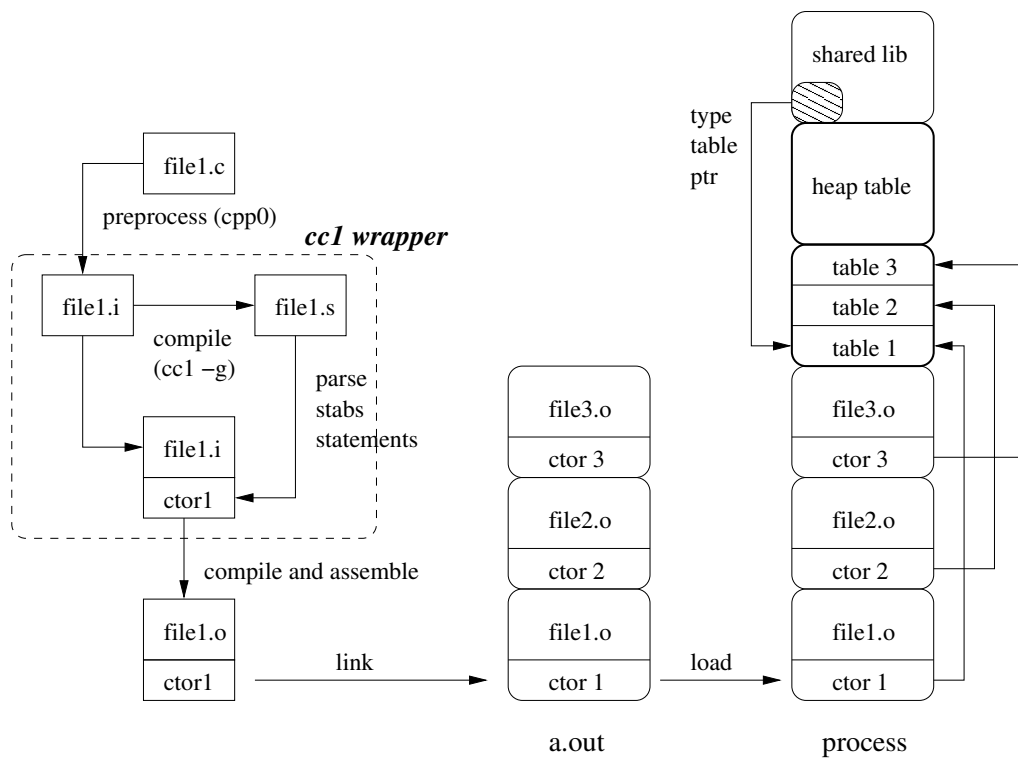 file1.c
preprocess (cpp0)
cc1 wrapper
file1.i
file1.s
compile
(cc1 −g)
parse
stabs
statements
file1.i
ctor1
compile and assemble
file1.o
ctor1
link
file3.o
ctor 3
file2.o
ctor 2
file1.o
ctor 1
a.out
load
shared lib
type
table
ptr
heap table
table 3
table 2
table 1
file3.o
ctor 3
file2.o
ctor 2
file1.o
ctor 1
process